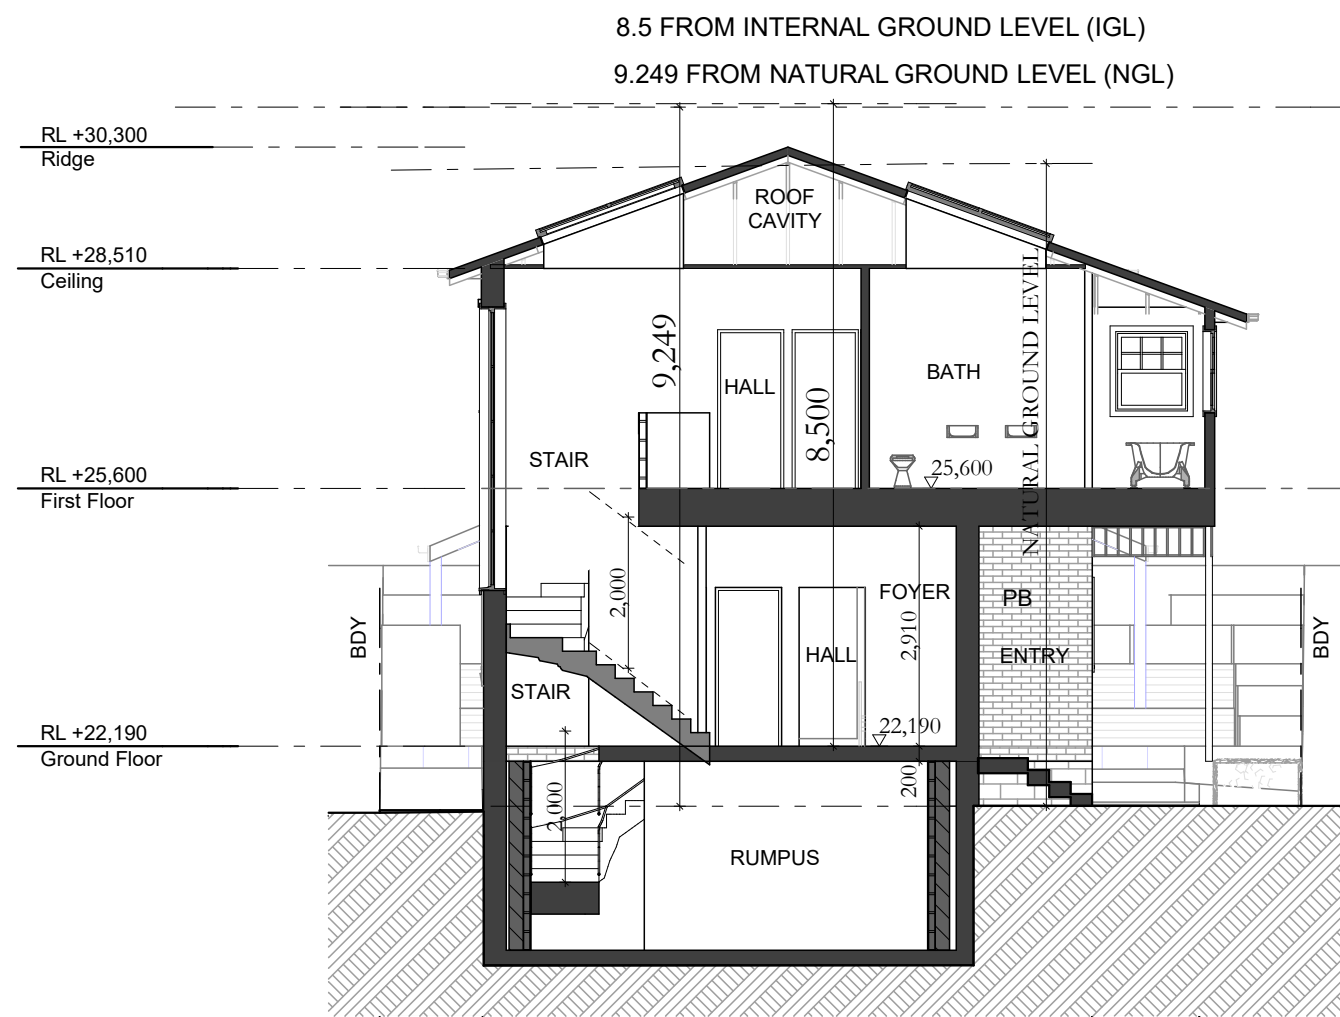 8.5 FROM INTERNAL GROUND LEVEL (IGL)
9.249 FROM NATURAL GROUND LEVEL (NGL)
RL +30,300
Ridge
ROOF
CAVITY
RL +28,510
Ceiling
NATURAL GROUND LEVEL
9,249
8,500
HALL
BATH
STAIR
25,600
RL +25,600
First Floor
2,000
FOYER
2,910
PB
ENTRY
BDY
BDY
HALL
STAIR
22,190
RL +22,190
Ground Floor
200
2,000
RUMPUS